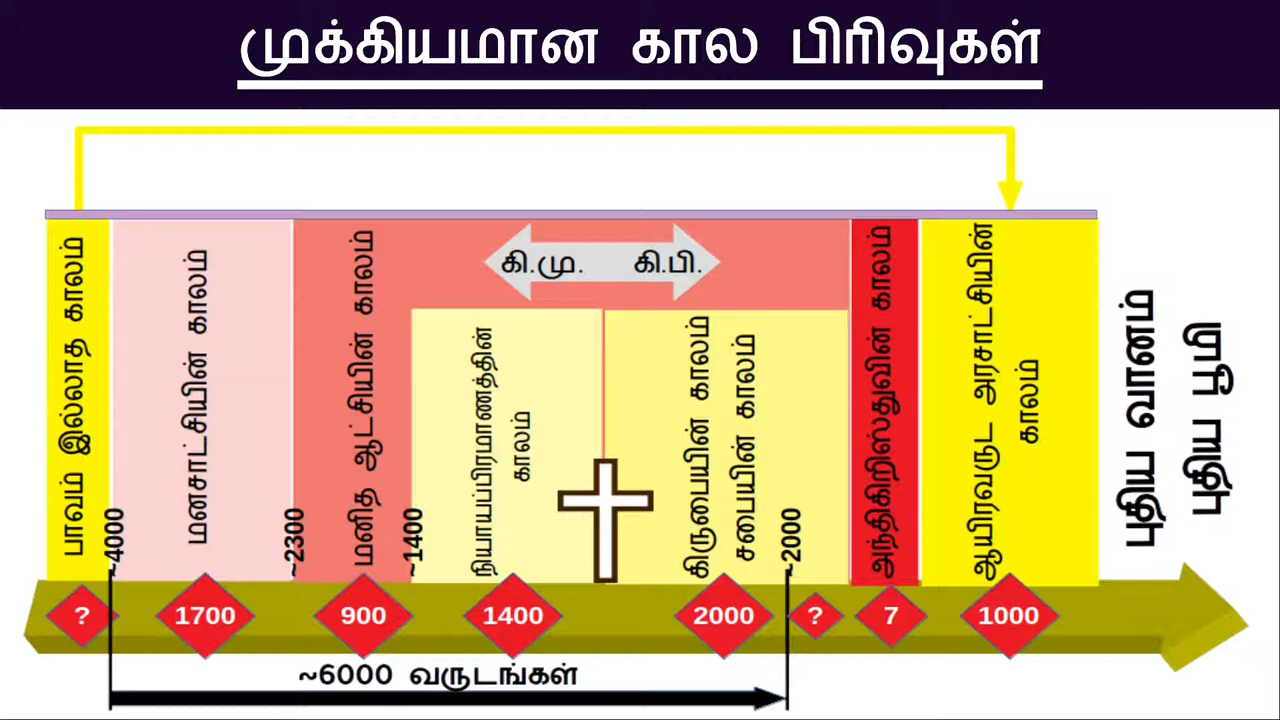 முக்கியமான கால பிரிவுகள்
பாவம் இல்லாத காலம்
மனசாட்சியின் காலம்
மனித ஆட்சியின் காலம்
கி.மு. கி.பி.
நியாயப்பிரமாணத்தின்
காலம்
கிருபையின் காலம்
சபையின் காலம்
அந்திகிறிஸ்துவின் காலம்
ஆயிரவருட அரசாட்சியின்
காலம்
புதிய வானம்
புதிய பூமி
~4000
~2300
~1400
~2000
? 1700 900 1400 2000 ? 7 1000
~6000 வருடங்கள்